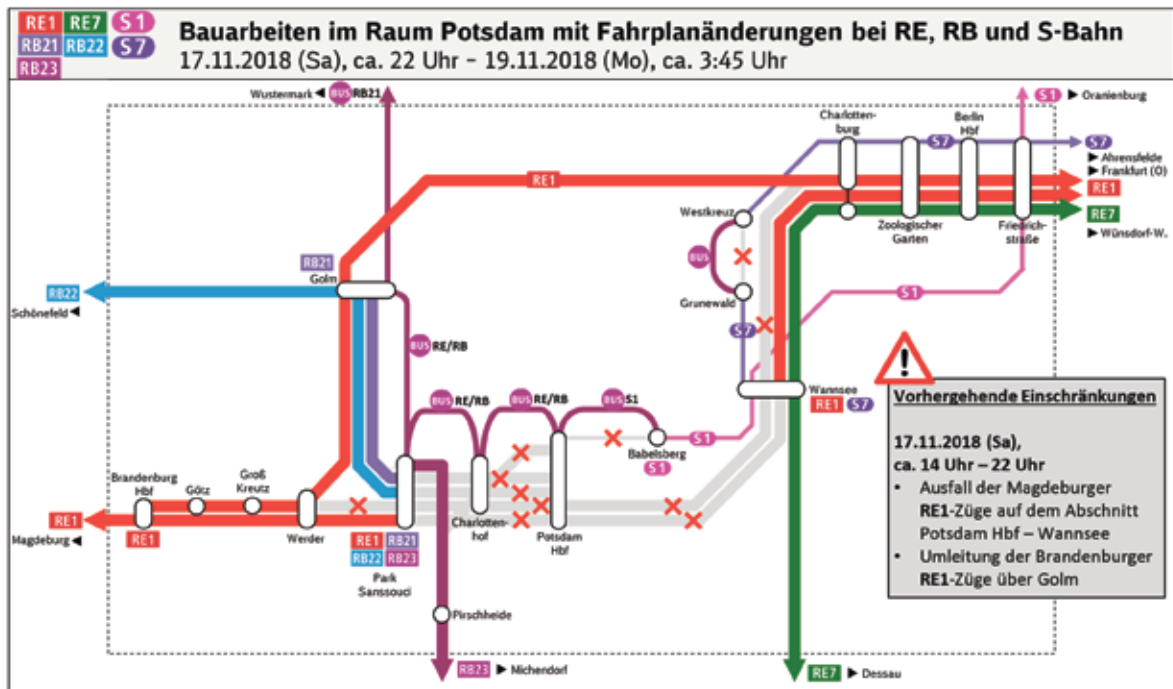 RE1 RE7 S1
RB21 RB22 S7
RB23
Bauarbeiten im Raum Potsdam mit Fahrplanänderungen bei RE, RB und S-Bahn
17.11.2018 (Sa), ca. 22 Uhr – 19.11.2018 (Mo), ca. 3:45 Uhr
Wustermark ◄ BUS RB21
S1 ► Oranienburg
Charlotten-
burg
Berlin
Hbf
S7
S7
► Ahrensfelde
► Frankfurt (O)
RE1
RE1
Westkreuz
RE7
Zoologischer
Garten
Friedrich-
straße
► Wünsdorf-W.
BUS
RB21
Golm
RB22
Schönefeld ◄
Grunewald
S1
S7
BUS RE/RB
Wannsee
RE1 S7
BUS RE/RB
BUS RE/RB
BUS S1
S1
Babelsberg
S1
Brandenburg
Hbf
Götz
Groß
Kreutz
RE1
Magdeburg ◄
RE1
Werder
RE1 RB21
RB22 RB23
Park
Sanssouci
Charlotten-
hof
Potsdam
Hbf
Pirschheide
RB23 ► Michendorf
RE7 ► Dessau
!
Vorhergehende Einschränkungen
17.11.2018 (Sa),
ca. 14 Uhr – 22 Uhr
• Ausfall der Magdeburger
RE1-Züge auf dem Abschnitt
Potsdam Hbf – Wannsee
• Umleitung der Brandenburger
RE1-Züge über Golm